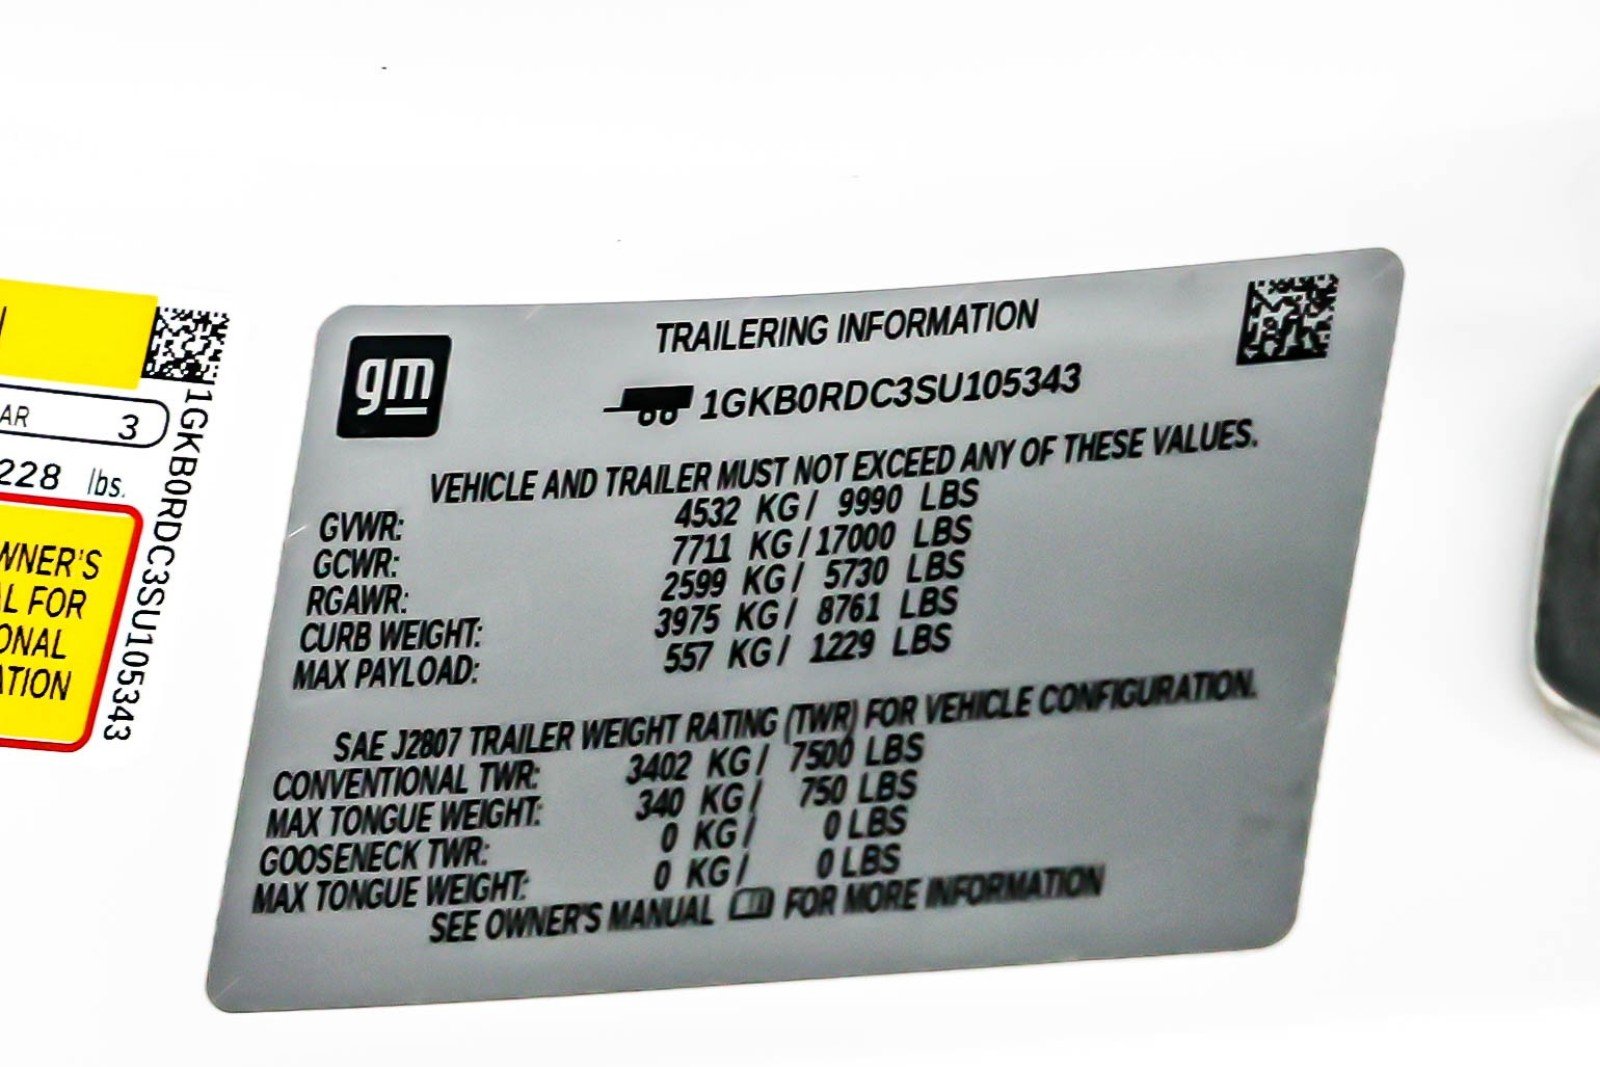 AR 3
228 lbs.
WNER'S
L FOR
ONAL
ATION
1GKB0RDC3SU105343
gm
TRAILERING INFORMATION
1GKB0RDC3SU105343
VEHICLE AND TRAILER MUST NOT EXCEED ANY OF THESE VALUES.
GVWR: 4532 KG / 9990 LBS
GCWR: 7711 KG / 17000 LBS
RGAWR: 2599 KG / 5730 LBS
CURB WEIGHT: 3975 KG / 8761 LBS
MAX PAYLOAD: 557 KG / 1229 LBS
SAE J2807 TRAILER WEIGHT RATING (TWR) FOR VEHICLE CONFIGURATION.
CONVENTIONAL TWR: 3402 KG / 7500 LBS
MAX TONGUE WEIGHT: 340 KG / 750 LBS
GOOSENECK TWR: 0 KG / 0 LBS
MAX TONGUE WEIGHT: 0 KG / 0 LBS
SEE OWNER'S MANUAL FOR MORE INFORMATION